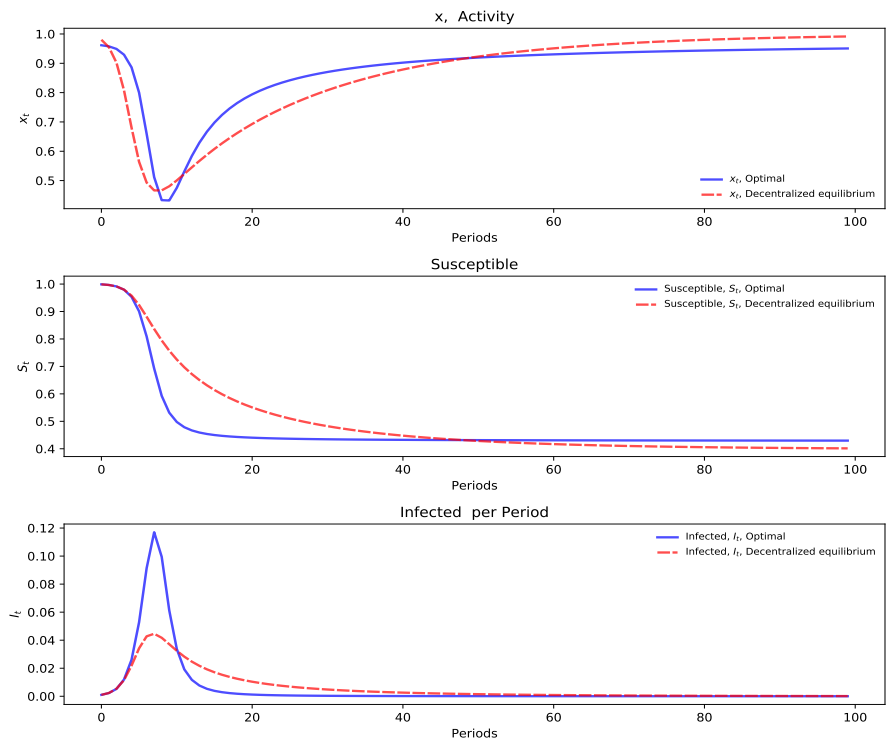 x,  Activity
1.0
0.9
0.8
0.7
0.6
0.5
x_t
x_t, Optimal
x_t, Decentralized equilibrium
0 20 40 60 80 100
Periods
Susceptible
1.0
0.9
0.8
0.7
0.6
0.5
0.4
S_t
Susceptible, S_t, Optimal
Susceptible, S_t, Decentralized equilibrium
0 20 40 60 80 100
Periods
Infected  per Period
0.12
0.10
0.08
0.06
0.04
0.02
0.00
I_t
Infected, I_t, Optimal
Infected, I_t, Decentralized equilibrium
0 20 40 60 80 100
Periods